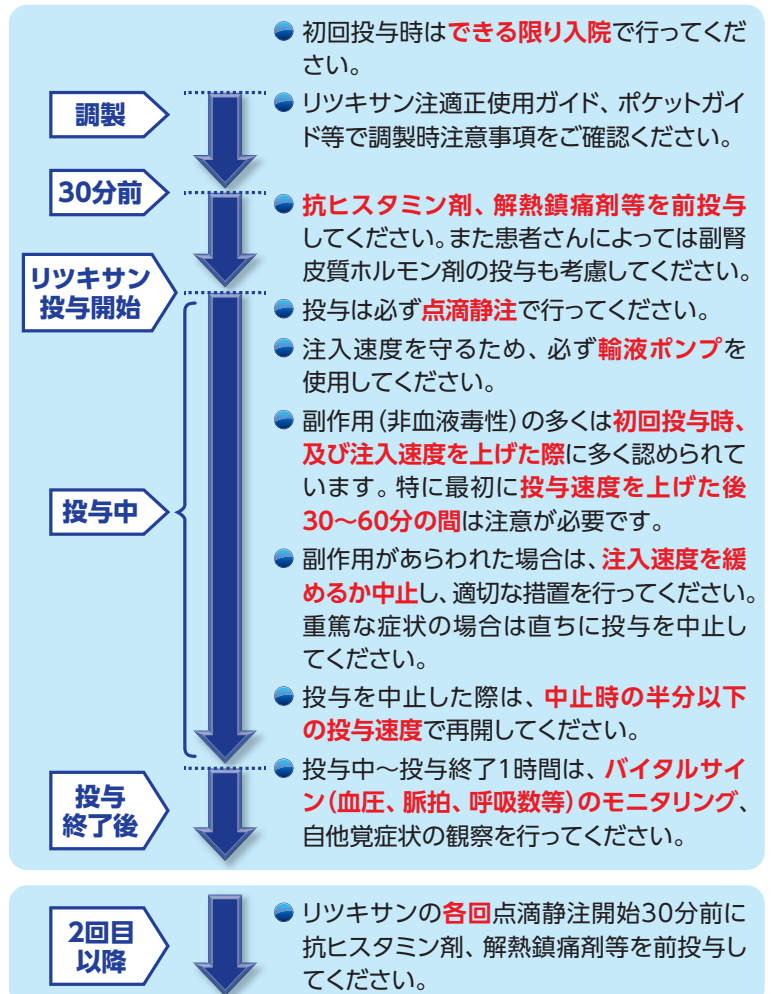 初回投与時はできる限り入院で行ってくだ
さい。
調製
リツキサン注適正使用ガイド、ポケットガイ
ド等で調製時注意事項をご確認ください。
30分前
抗ヒスタミン剤、解熱鎮痛剤等を前投与
してください。また患者さんによっては副腎
皮質ホルモン剤の投与も考慮してください。
リツキサン
投与開始
投与は必ず点滴静注で行ってください。
注入速度を守るため、必ず輸液ポンプを
使用してください。
投与中
副作用(非血液毒性)の多くは初回投与時、
及び注入速度を上げた際に多く認められて
います。特に最初に投与速度を上げた後
30〜60分の間は注意が必要です。
副作用があらわれた場合は、注入速度を緩
めるか中止し、適切な措置を行ってください。
重篤な症状の場合は直ちに投与を中止し
てください。
投与を中止した際は、中止時の半分以下
の投与速度で再開してください。
投与
終了後
投与中〜投与終了1時間は、バイタルサイ
ン(血圧、脈拍、呼吸数等)のモニタリング、
自他覚症状の観察を行ってください。
2回目
以降
リツキサンの各回点滴静注開始30分前に
抗ヒスタミン剤、解熱鎮痛剤等を前投与し
てください。